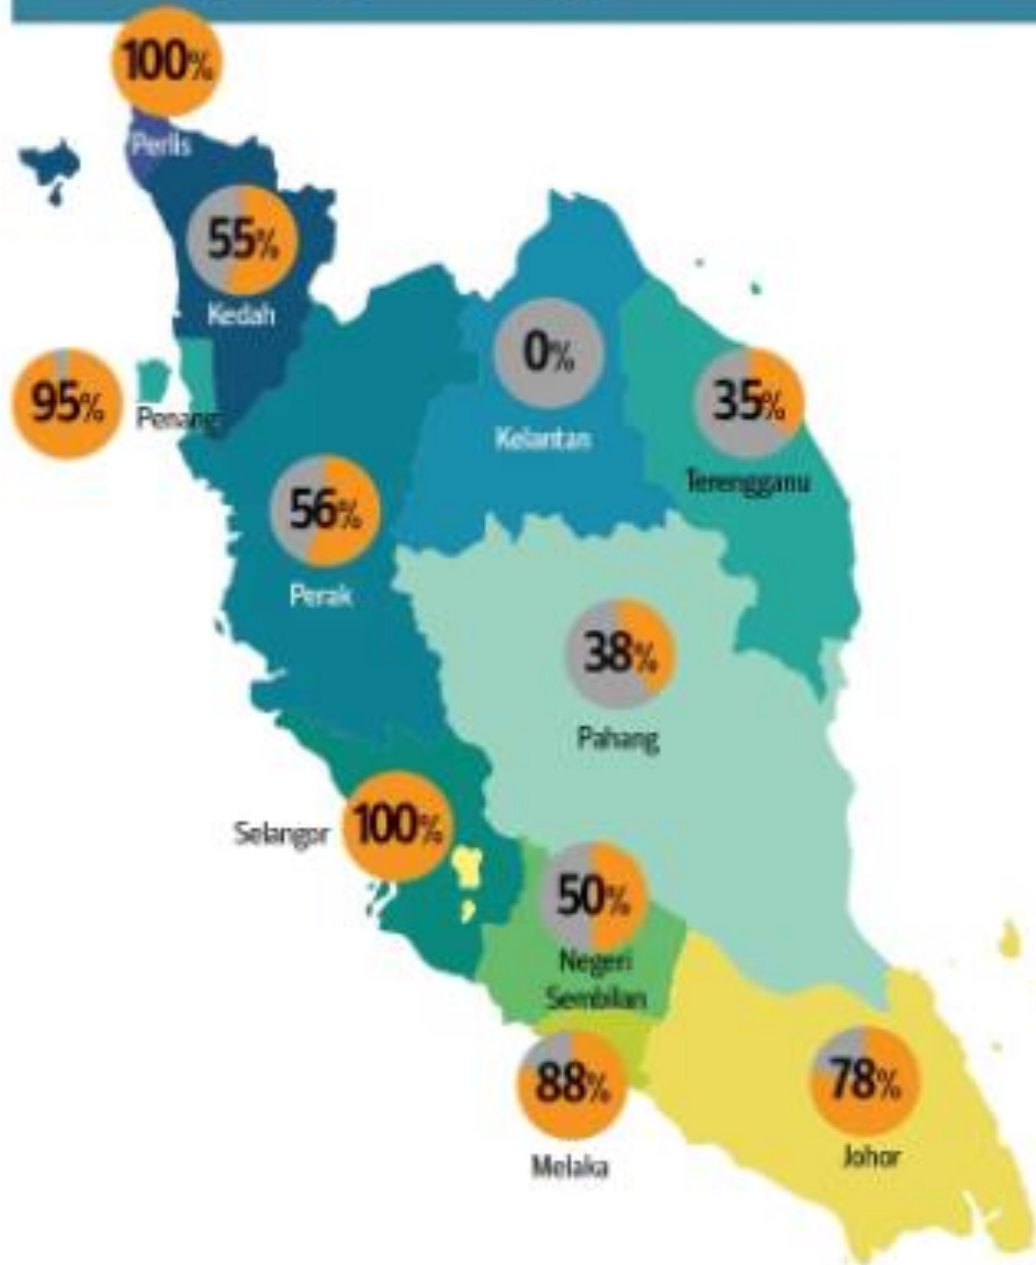 100%
Perlis
55%
Kedah
95%
Penang
0%
Kelantan
35%
Terengganu
56%
Perak
38%
Pahang
Selangor
100%
50%
Negeri
Sembilan
88%
Melaka
78%
Johor